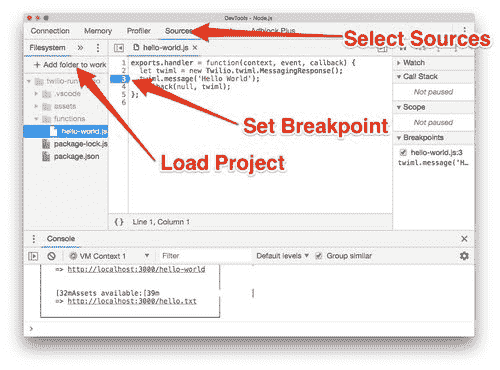 DevTools - Node.js
Connection Memory Profiler Sources Adblock Plus
Select Sources
Filesystem » hello-world.js ×
+ Add folder to work
twilio-run
.vscode
assets
functions
hello-world.js
package-lock.js
package.json
1 exports.handler = function(context, event, callback) {
2 let twiml = new Twilio.twiml.MessagingResponse();
3 twiml.message('Hello World');
4 back(null, twiml);
5 };
6
Set Breakpoint
Load Project
Watch
Call Stack
Not paused
Scope
Not paused
Breakpoints
hello-world.js:3
twiml.message("H…
{} Line 1, Column 1
Console
VM Context 1 Filter Default levels Group similar
=> http://localhost:3000/hello-world
[32mAssets available:[39m
=> http://localhost:3000/hello.txt
>